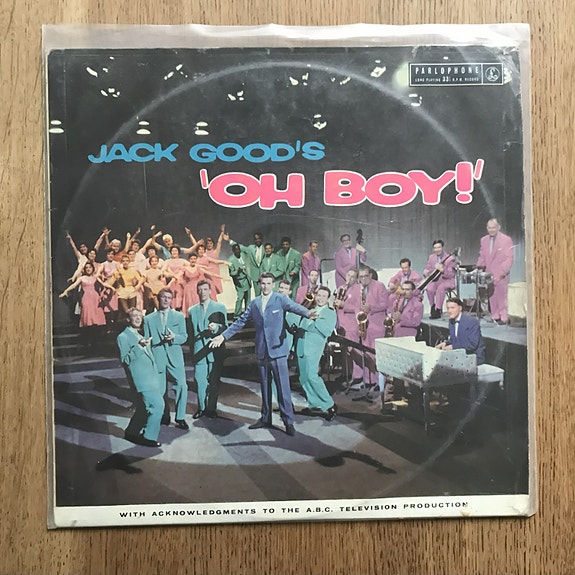 PARLOPHONE
LONG PLAYING 33⅓ R.P.M. RECORD
JACK GOOD'S
'OH BOY!'
WITH ACKNOWLEDGMENTS TO THE A.B.C. TELEVISION PRODUCTION